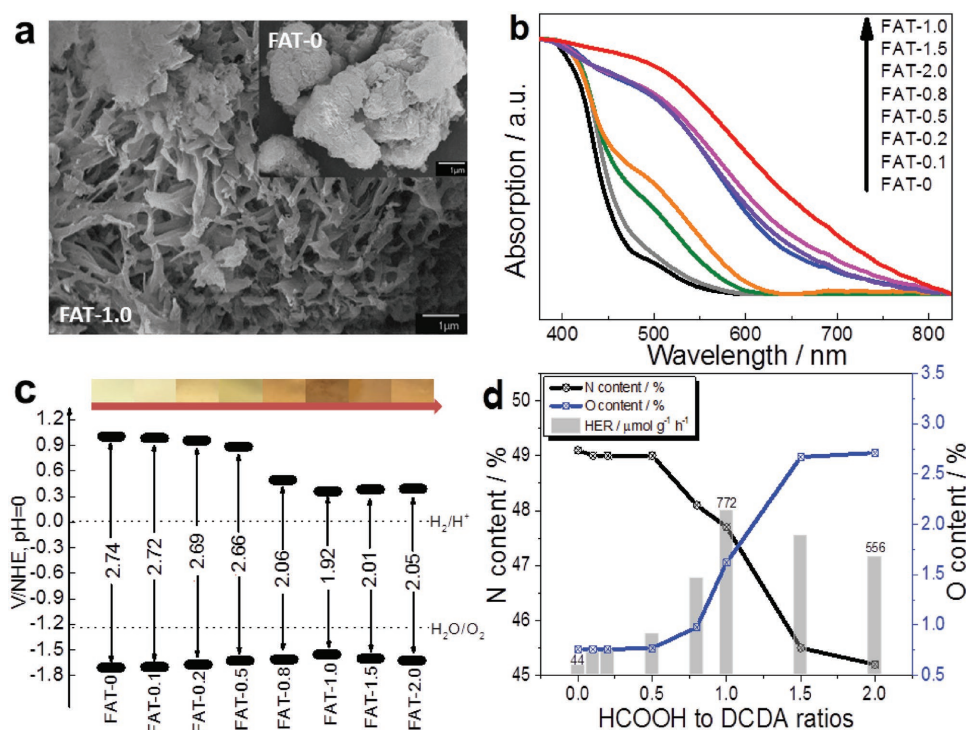 a
FAT-0
1μm
FAT-1.0
1μm
b
FAT-1.0
FAT-1.5
FAT-2.0
FAT-0.8
FAT-0.5
FAT-0.2
FAT-0.1
FAT-0
Absorption / a.u.
400 500 600 700 800
Wavelength / nm
c
V/NHE, pH=0
1.2
0.9
0.6
0.3
0.0
-0.3
-0.6
-0.9
-1.2
-1.5
-1.8
H₂/H⁺
H₂O/O₂
2.74 2.72 2.69 2.66 2.06 1.92 2.01 2.05
FAT-0 FAT-0.1 FAT-0.2 FAT-0.5 FAT-0.8 FAT-1.0 FAT-1.5 FAT-2.0
d
N content / %
O content / %
HER / μmol g⁻¹ h⁻¹
N content / %
50
49
48
47
46
45
O content / %
3.5
3.0
2.5
2.0
1.5
1.0
0.5
44
772
556
0.0 0.5 1.0 1.5 2.0
HCOOH to DCDA ratios